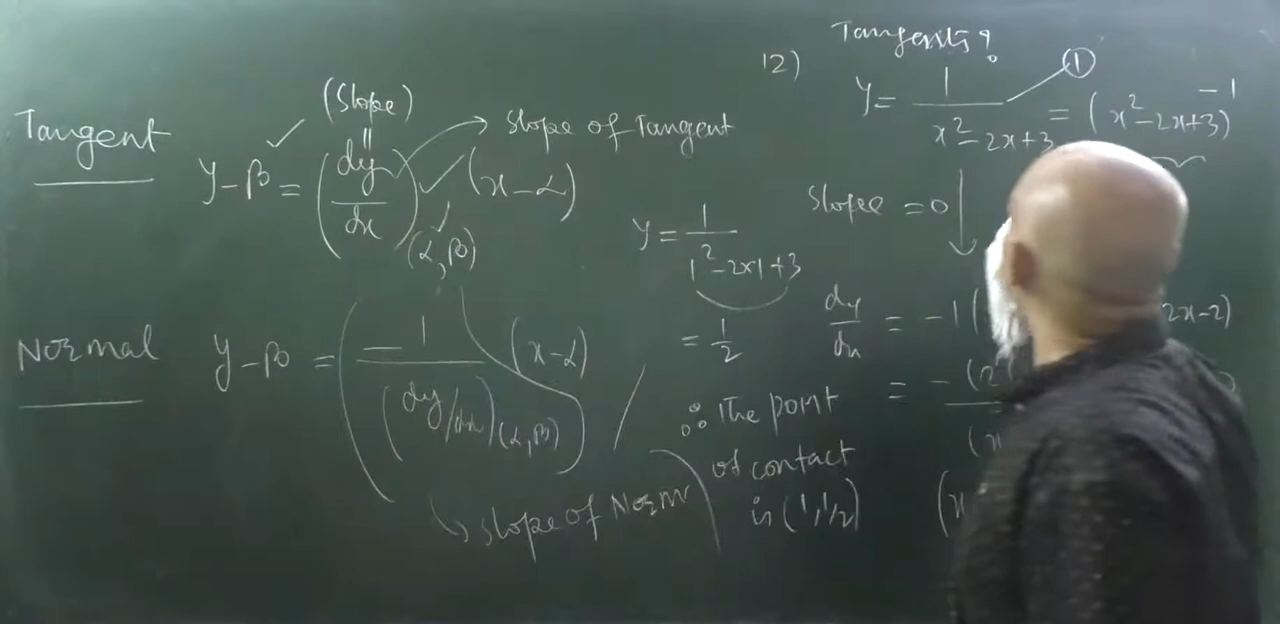 Tangent
(Slope)
y-β = (dy/dx)(α,β) (x-α)
slope of Tangent
Normal
y-β = (-1/(dy/dx)(α,β)) (x-α)
slope of Norm
12)
Tangents?
y = 1/(x²-2x+3) = (x²-2x+3)⁻¹
①
Slope = 0
y = 1/(1²-2×1+3)
= 1/2
∴ The point
of contact
is (1,1/2)
dy/dx = -1(
2x-2)
= -(2
(x
(x